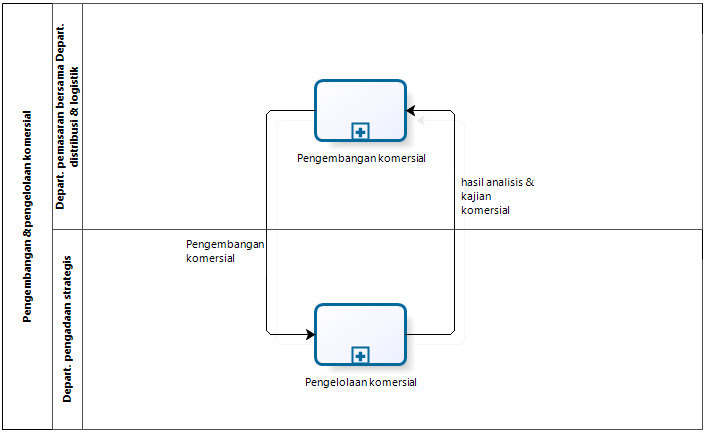 Pengembangan &pengelolaan komersial
Depart. pemasaran bersama Depart.
distribusi & logistik
Pengembangan komersial
hasil analisis &
kajian
komersial
Pengembangan
komersial
Depart. pengadaan strategis
Pengelolaan komersial